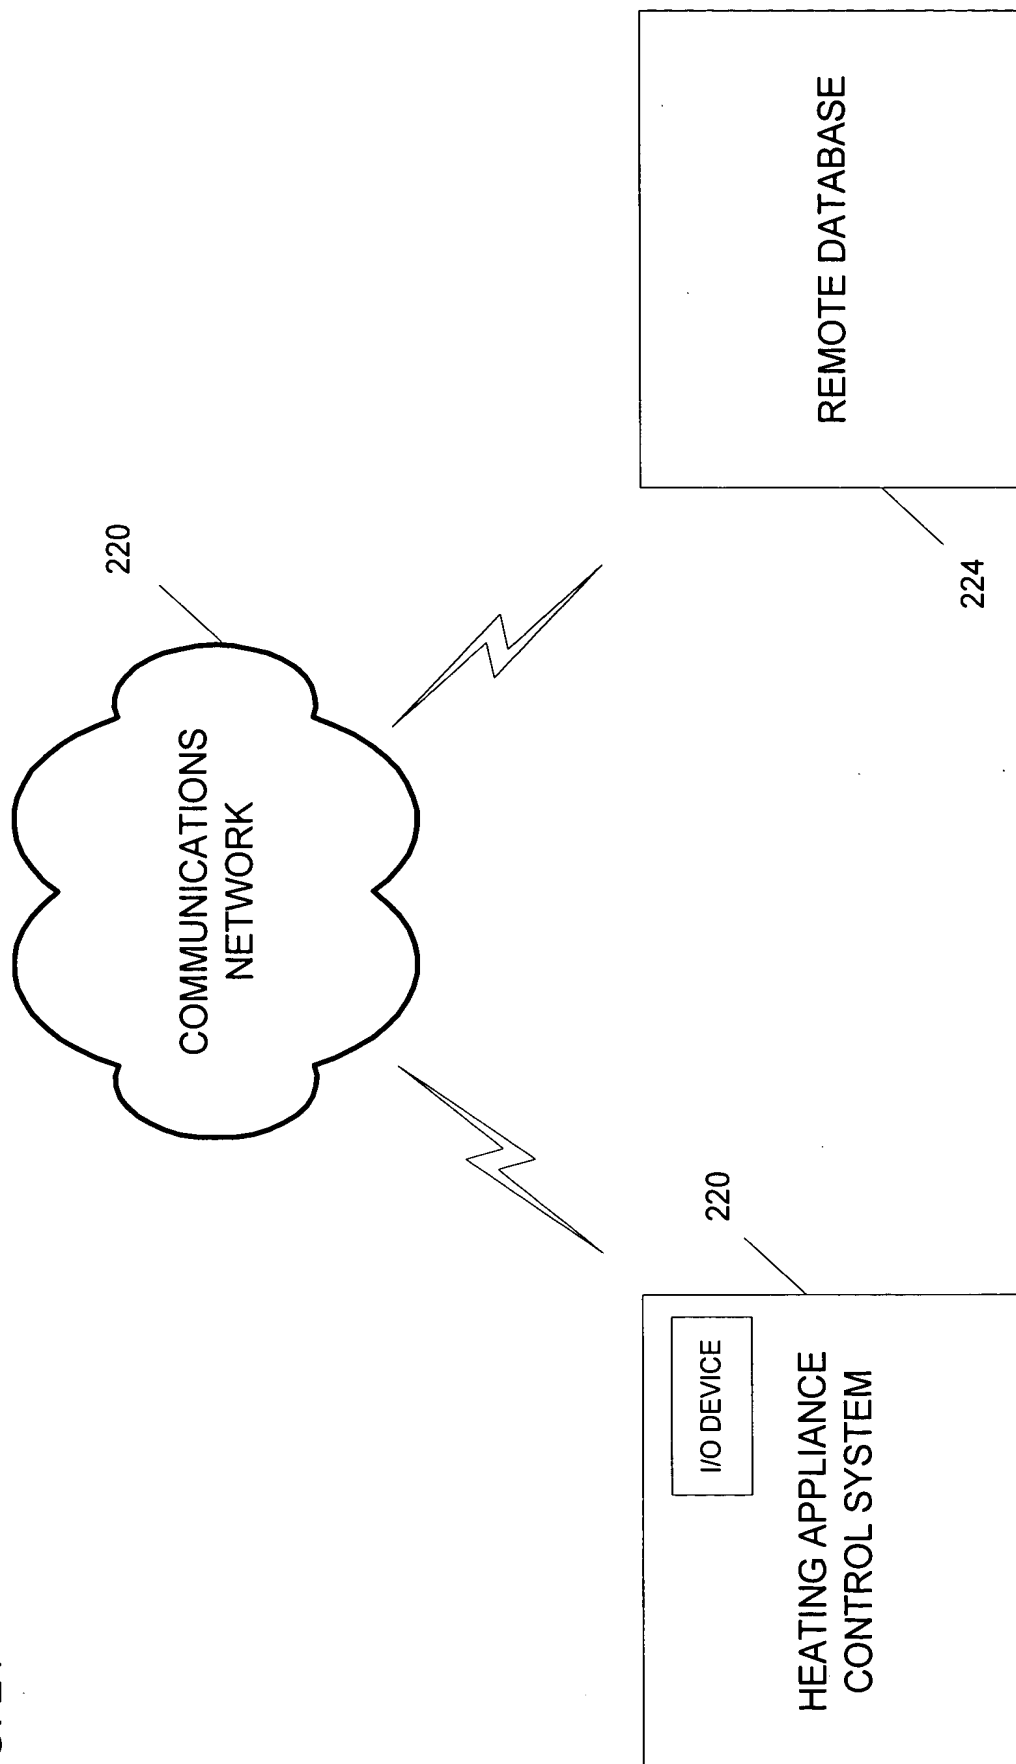 220
COMMUNICATIONS
NETWORK
220
I/O DEVICE
HEATING APPLIANCE
CONTROL SYSTEM
REMOTE DATABASE
224